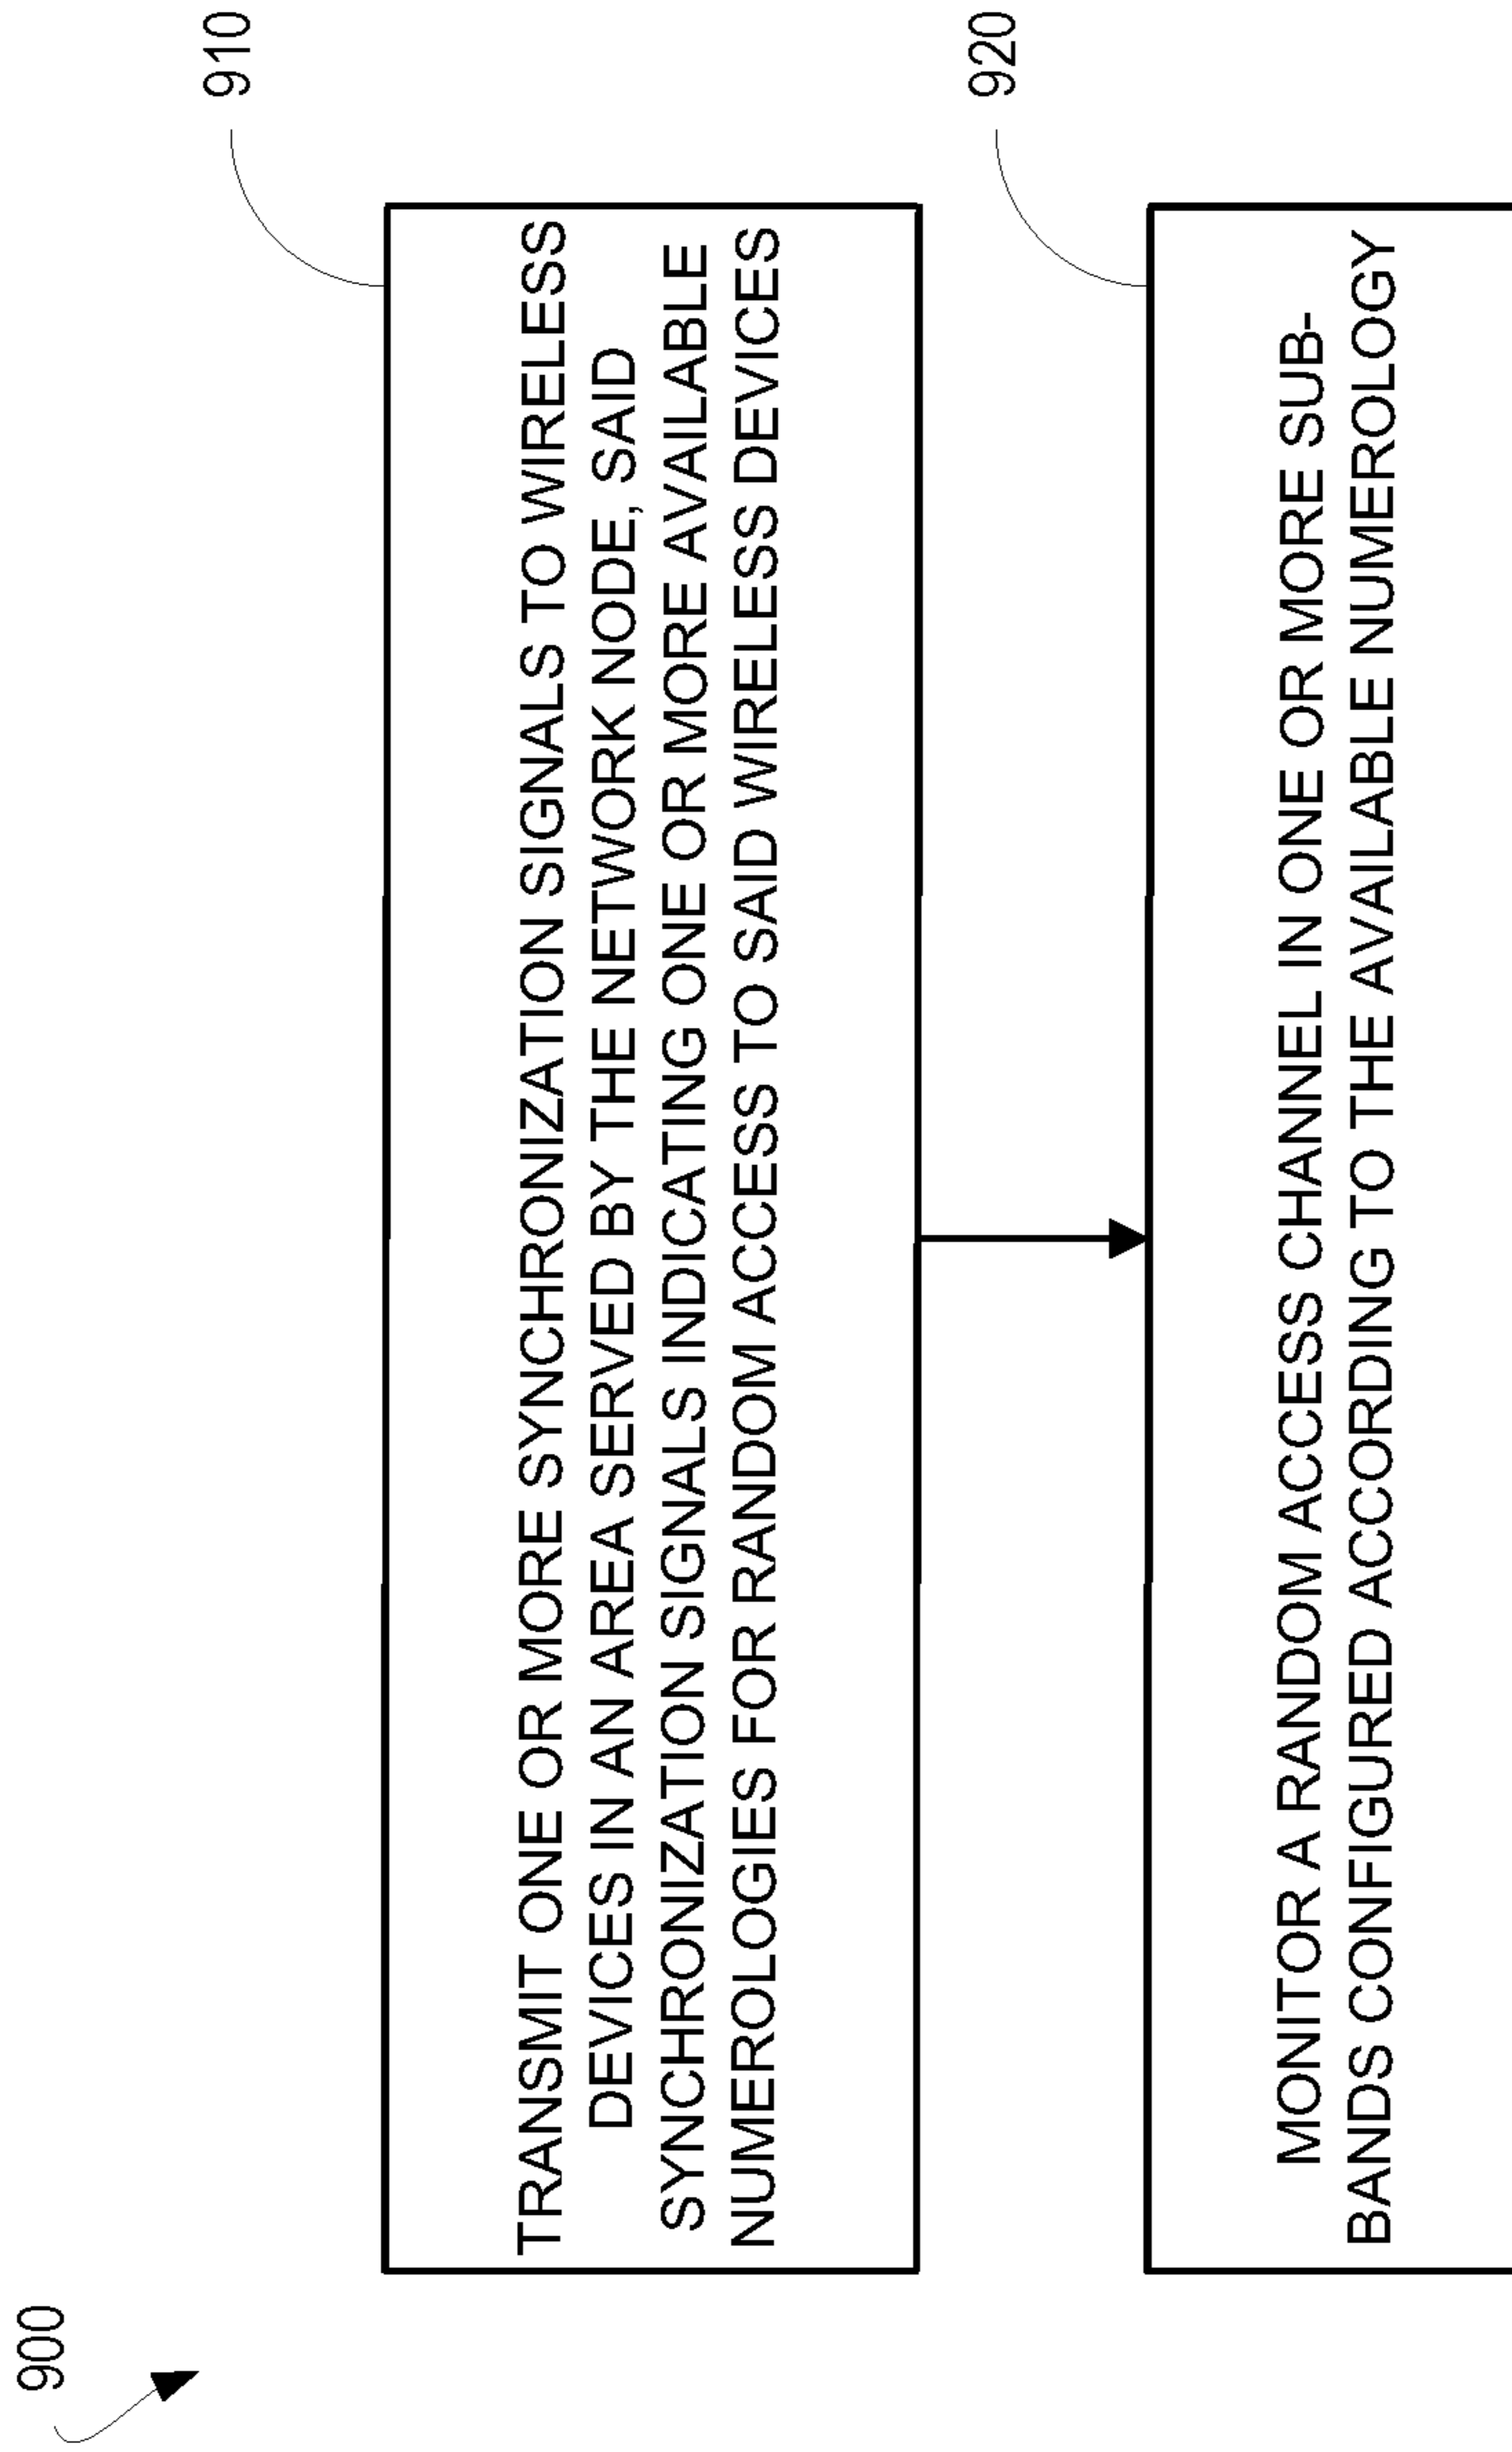 900
910
TRANSMIT ONE OR MORE SYNCHRONIZATION SIGNALS TO WIRELESS
DEVICES IN AN AREA SERVED BY THE NETWORK NODE, SAID
SYNCHRONIZATION SIGNALS INDICATING ONE OR MORE AVAILABLE
NUMEROLOGIES FOR RANDOM ACCESS TO SAID WIRELESS DEVICES
920
MONITOR A RANDOM ACCESS CHANNEL IN ONE OR MORE SUB-
BANDS CONFIGURED ACCORDING TO THE AVAILABLE NUMEROLOGY